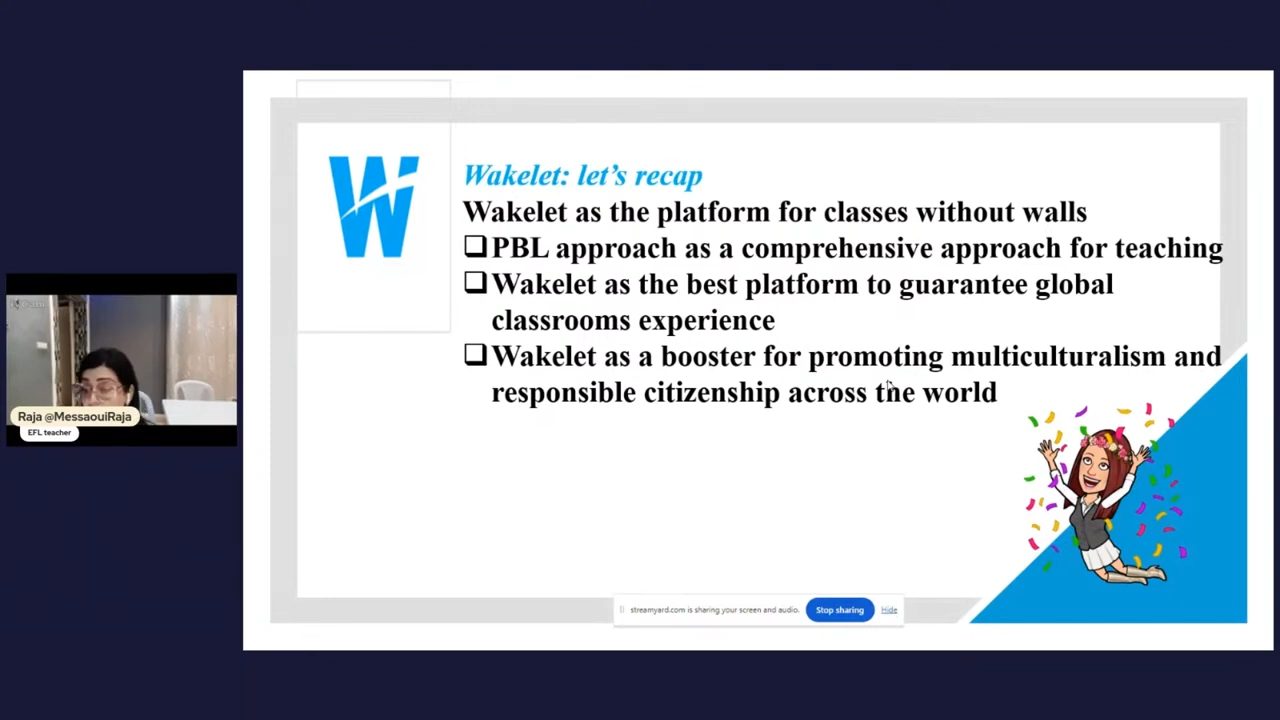 Wakelet: let's recap
Wakelet as the platform for classes without walls
❑PBL approach as a comprehensive approach for teaching
❑Wakelet as the best platform to guarantee global
classrooms experience
❑Wakelet as a booster for promoting multiculturalism and
responsible citizenship across the world
Raja @MessaouiRaja
EFL teacher
streamyard.com is sharing your screen and audio.
Stop sharing
Hide